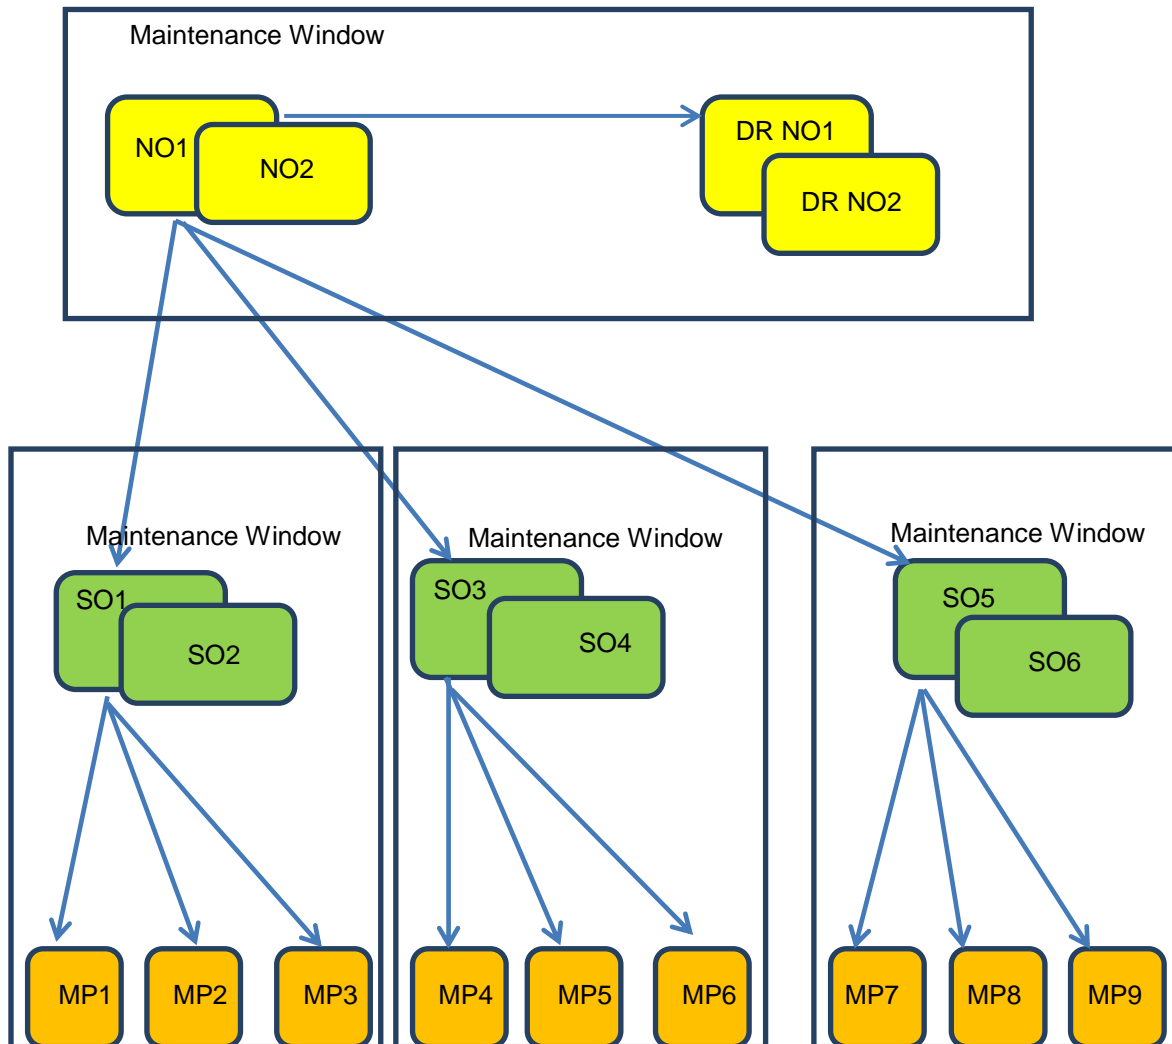 Maintenance Window
NO1
NO2
DR NO1
DR NO2
Maintenance Window
Maintenance Window
Maintenance Window
SO1
SO2
SO3
SO4
SO5
SO6
MP1
MP2
MP3
MP4
MP5
MP6
MP7
MP8
MP9